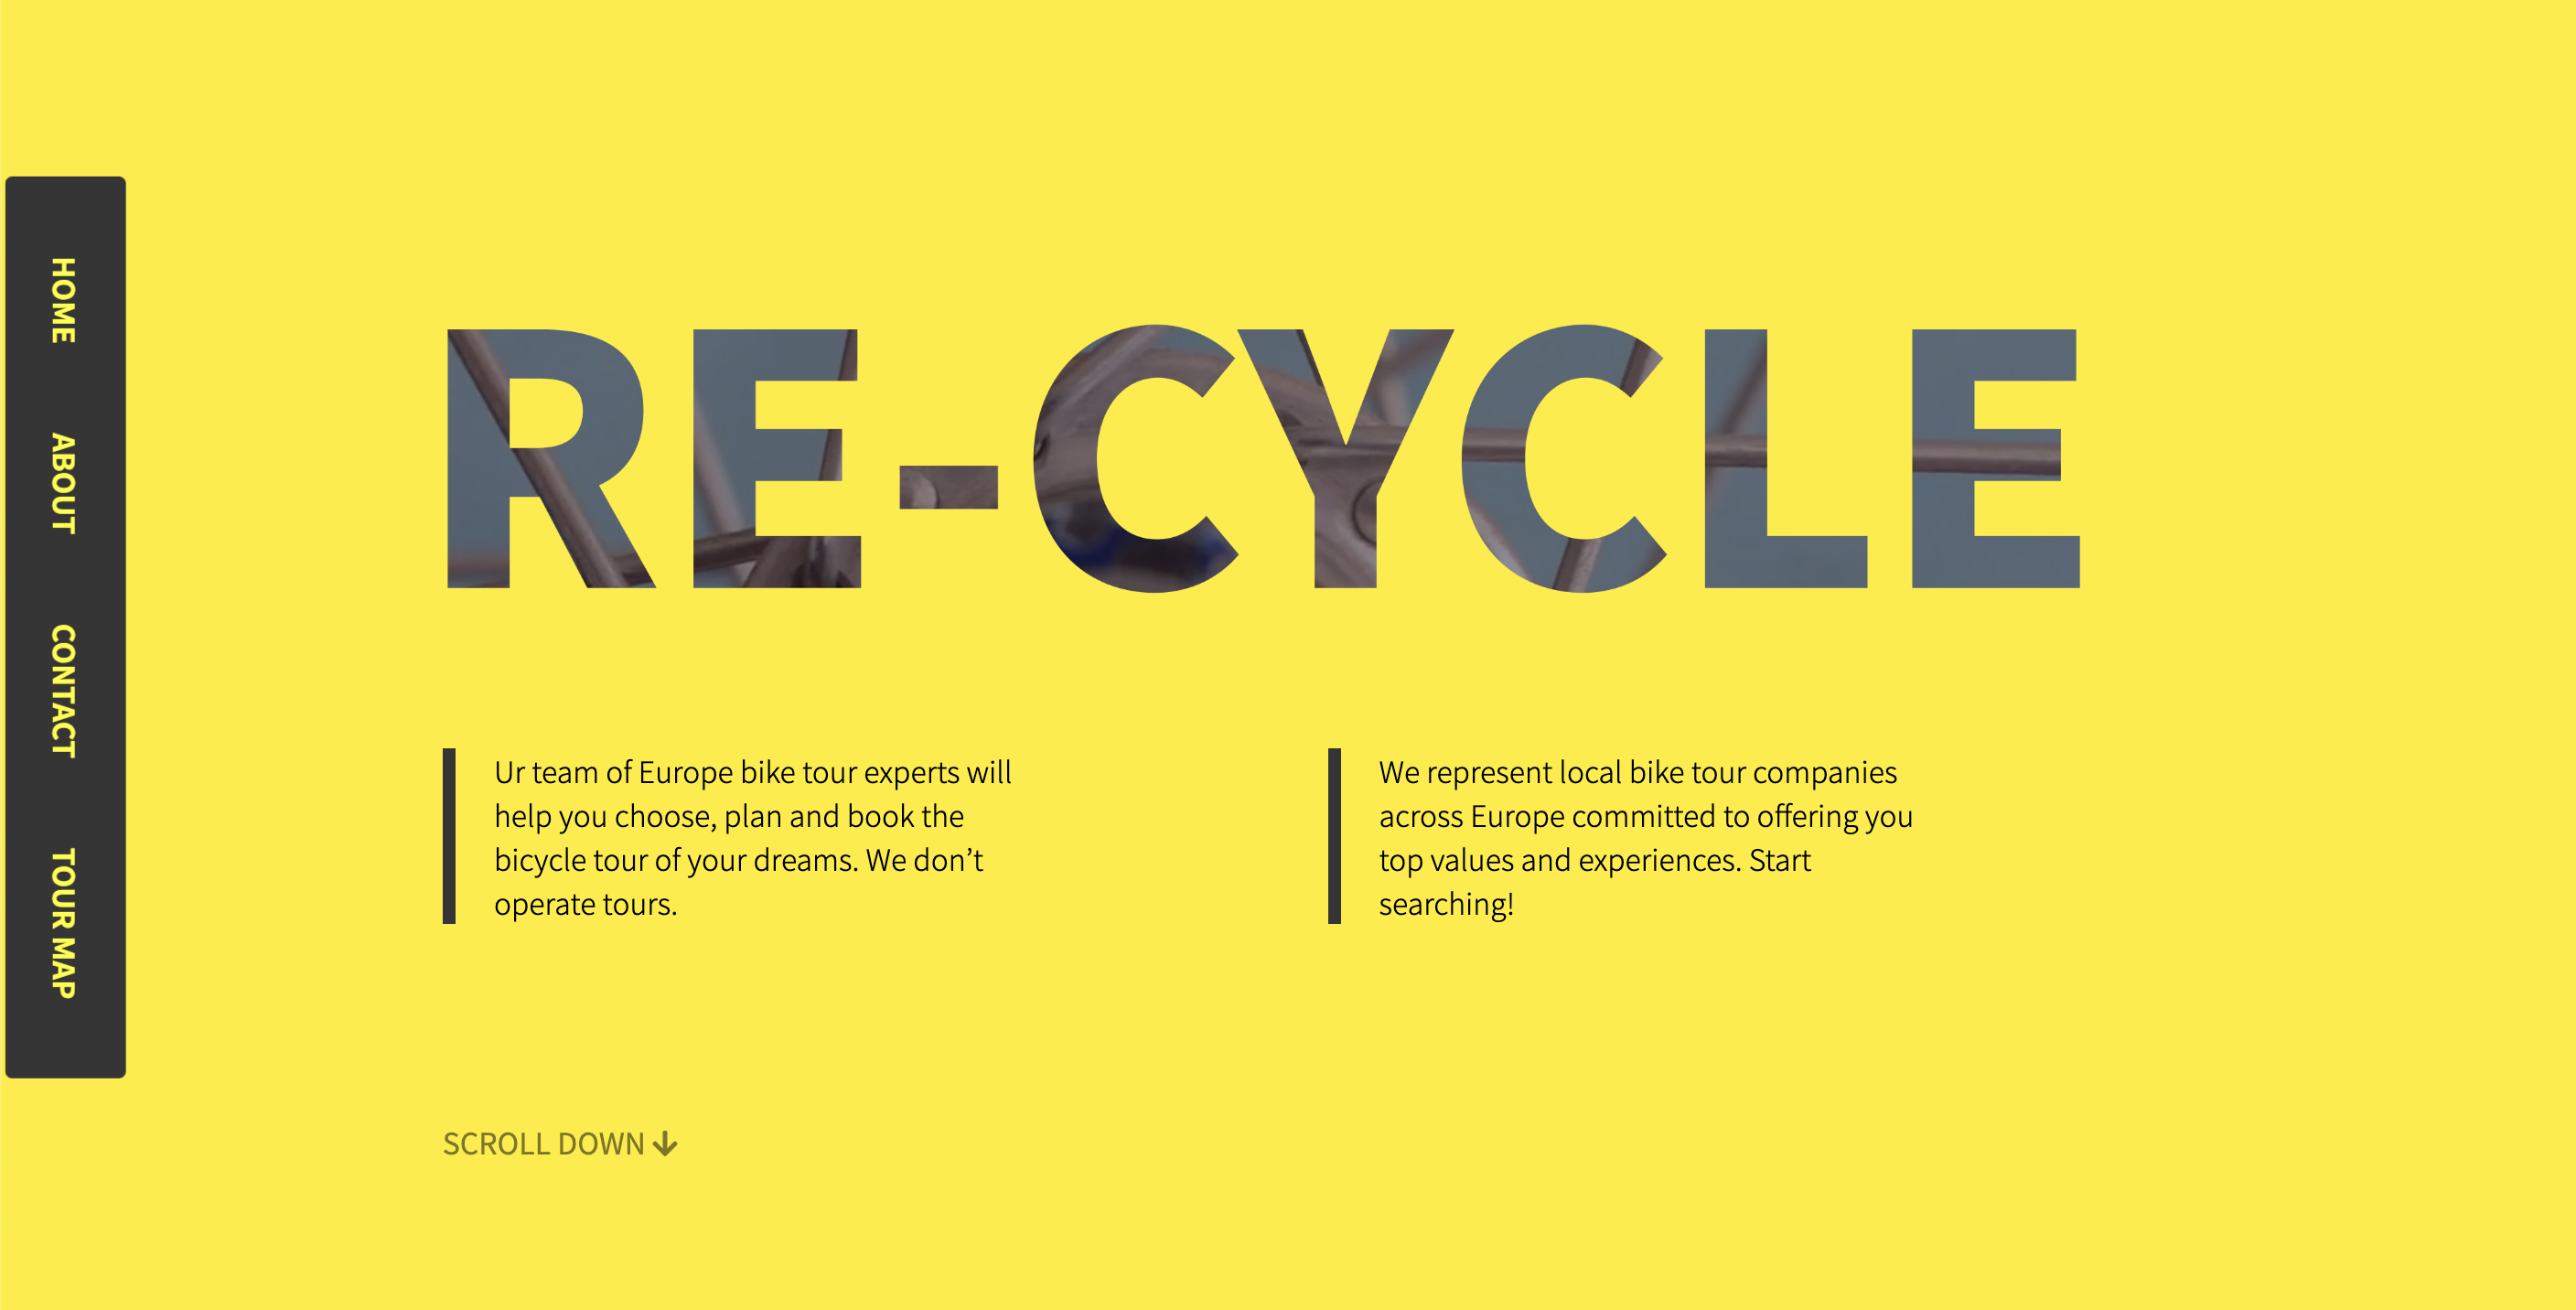 HOME
ABOUT
CONTACT
TOUR MAP
RE-CYCLE
Ur team of Europe bike tour experts will
help you choose, plan and book the
bicycle tour of your dreams. We don’t
operate tours.
We represent local bike tour companies
across Europe committed to offering you
top values and experiences. Start
searching!
SCROLL DOWN